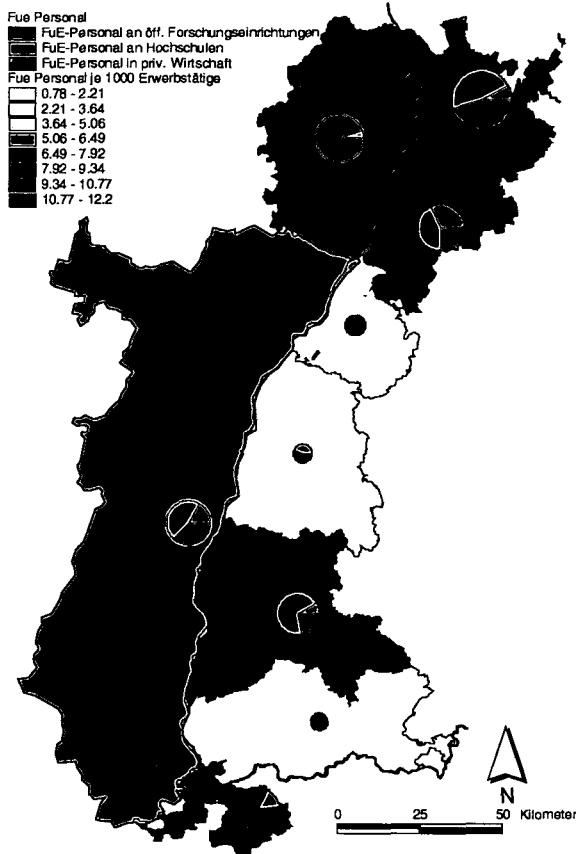 Fue Personal
FuE-Personal an öff. Forschungseinrichtungen
FuE-Personal an Hochschulen
FuE-Personal in priv. Wirtschaft
Fue Personal je 1000 Erwerbstätige
0.78 - 2.21
2.21 - 3.64
3.64 - 5.06
5.06 - 6.49
6.49 - 7.92
7.92 - 9.34
9.34 - 10.77
10.77 - 12.2
N
0 25 50 Kilometer